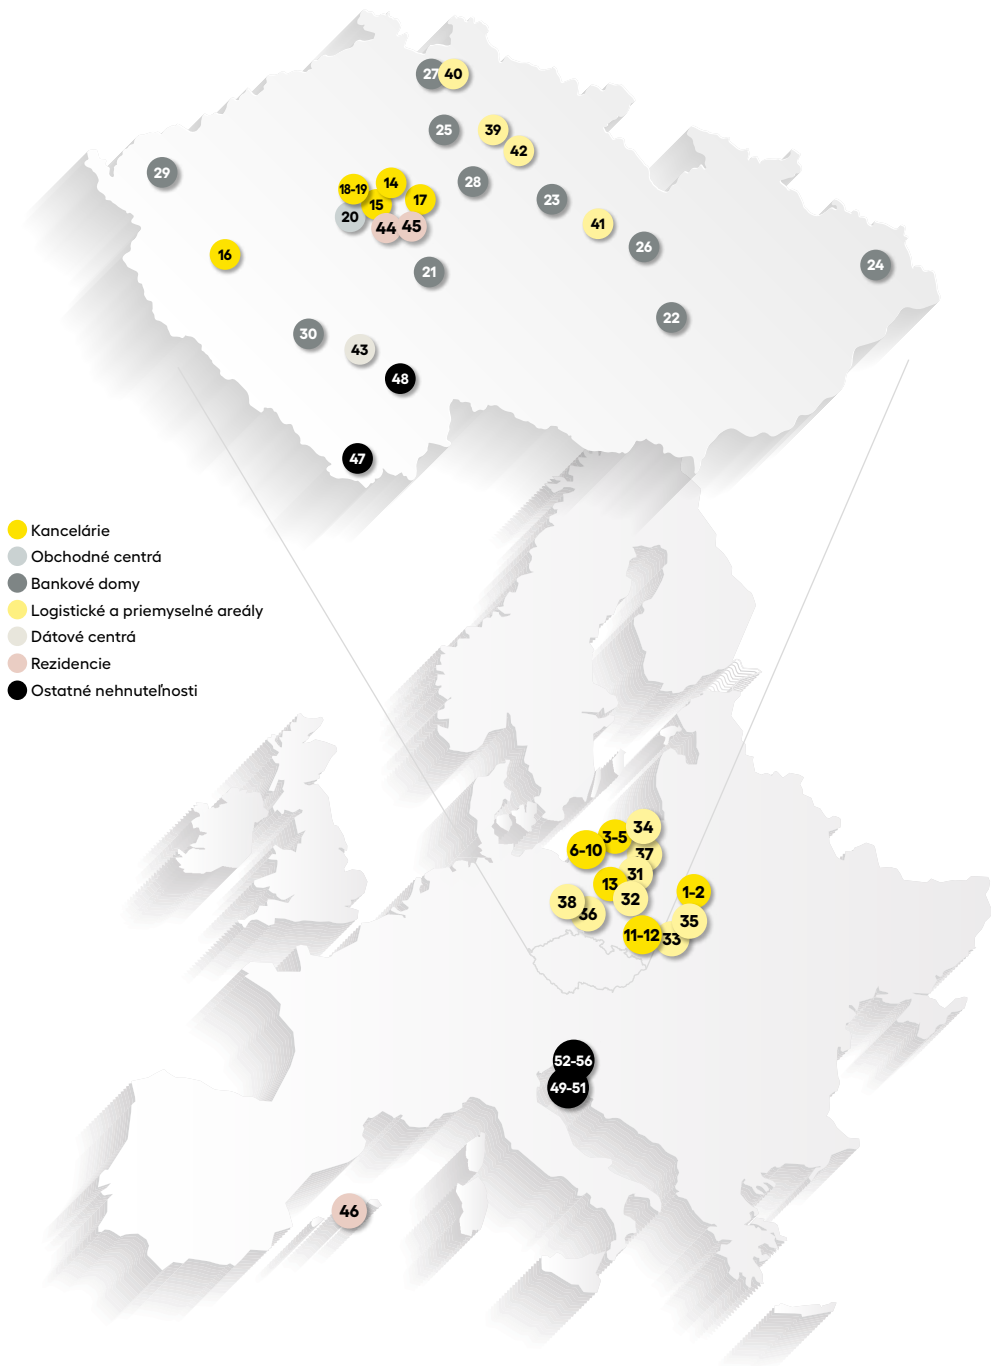 27 40
25 39
42
29 28
18-19 14
15 17 23
20 44 45 41
26
16 21 24
22
30 43
48
47
Kancelárie
Obchodné centrá
Bankové domy
Logistické a priemyselné areály
Dátové centrá
Rezidencie
Ostatné nehnuteľnosti
34
3-5
6-10
37
31
13 1-2
32
38 36 35
11-12 33
52-56
49-51
46